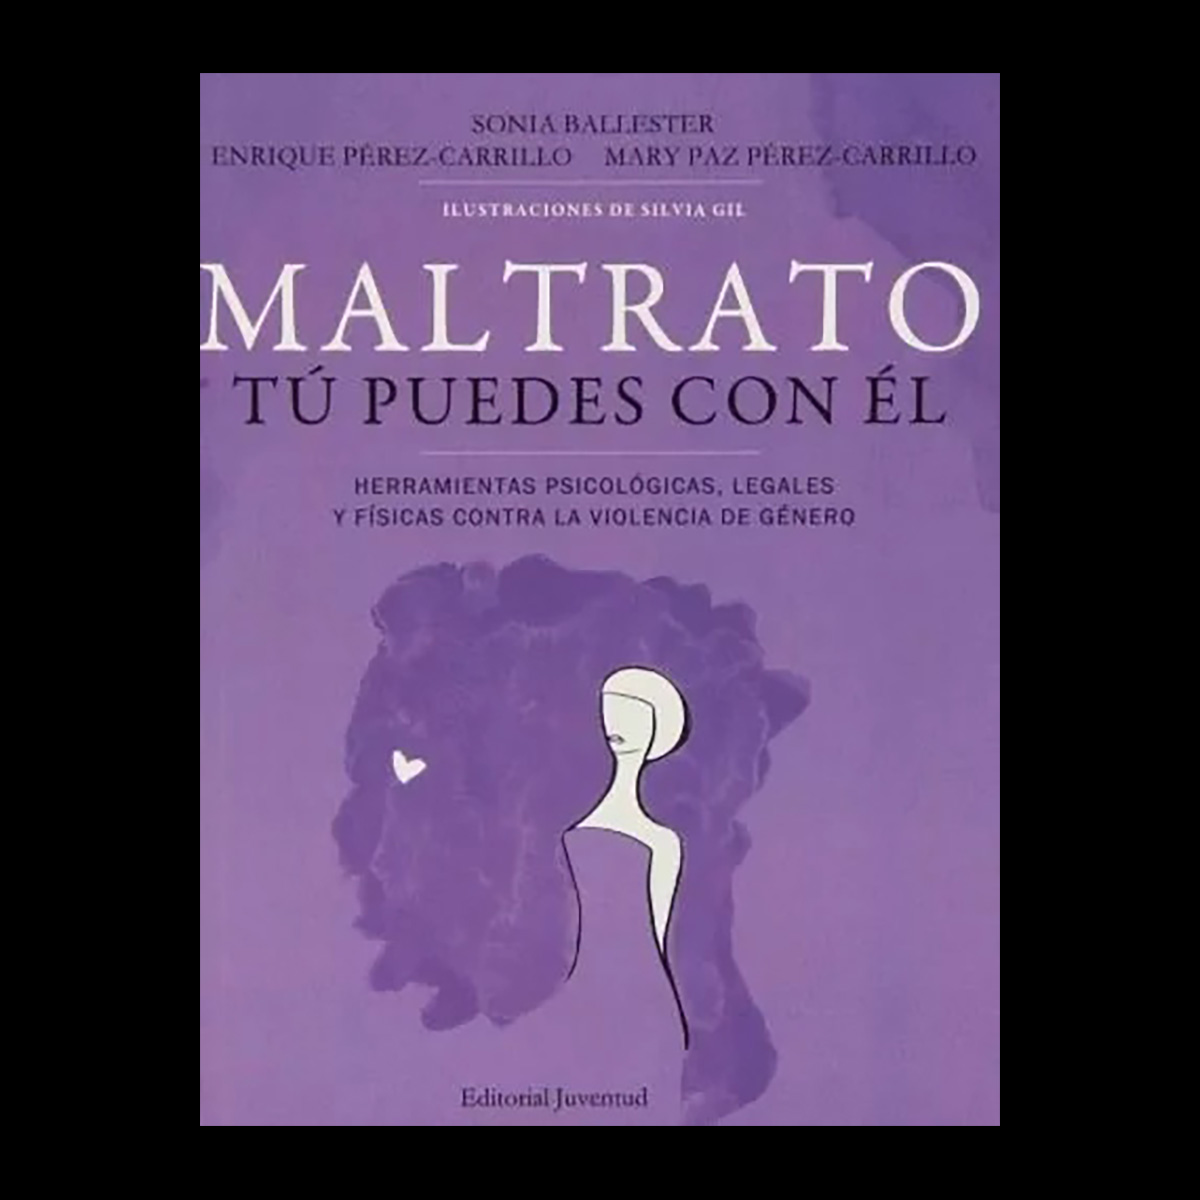 SONIA BALLESTER
ENRIQUE PÉREZ-CARRILLO MARY PAZ PÉREZ-CARRILLO
ILUSTRACIONES DE SILVIA GIL
MALTRATO
TÚ PUEDES CON ÉL
HERRAMIENTAS PSICOLÓGICAS, LEGALES
Y FÍSICAS CONTRA LA VIOLENCIA DE GÉNERO
Editorial Juventud